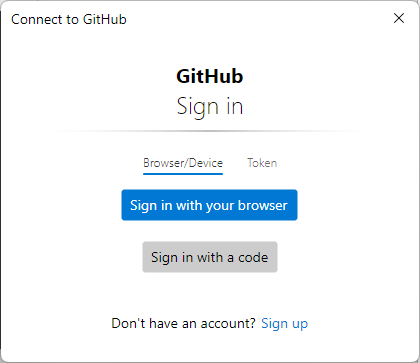 Connect to GitHub
GitHub
Sign in
Browser/Device Token
Sign in with your browser
Sign in with a code
Don't have an account? Sign up